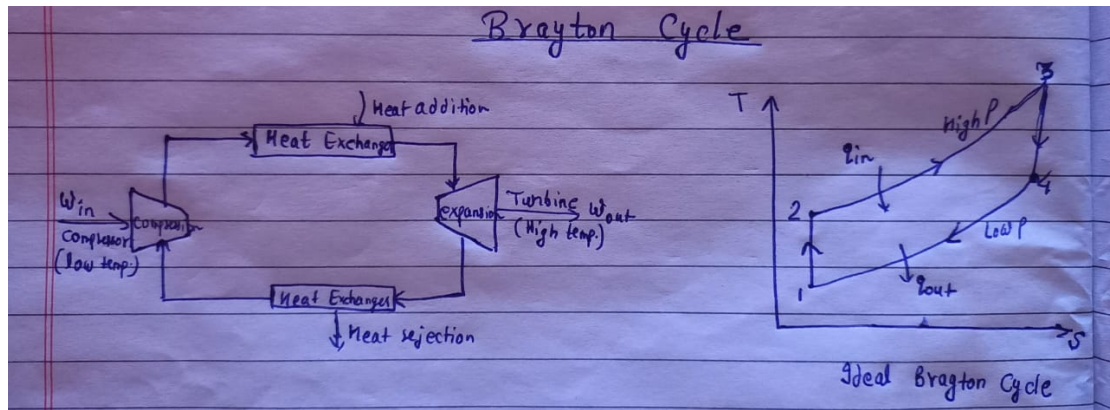 Brayton Cycle
Heat addition
Heat Exchanger
Win
Compressor
(low temp.)
Compression
expansion
Turbine
Wout
(High temp.)
Heat Exchanger
Heat rejection
T
3
High P
qin
4
2
Low P
1
qout
S
Ideal Brayton Cycle